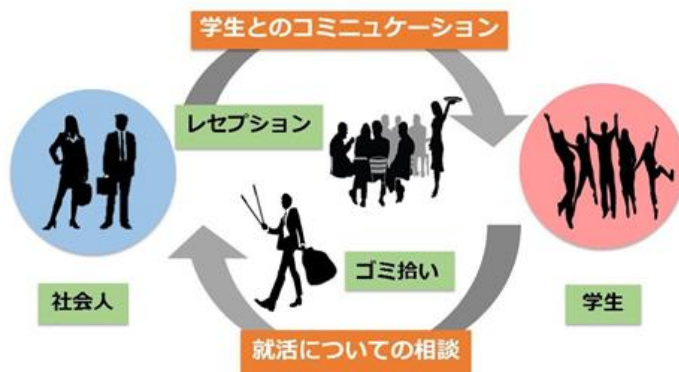 学生とのコミニュケーション
レセプション
ゴミ拾い
社会人
学生
就活についての相談